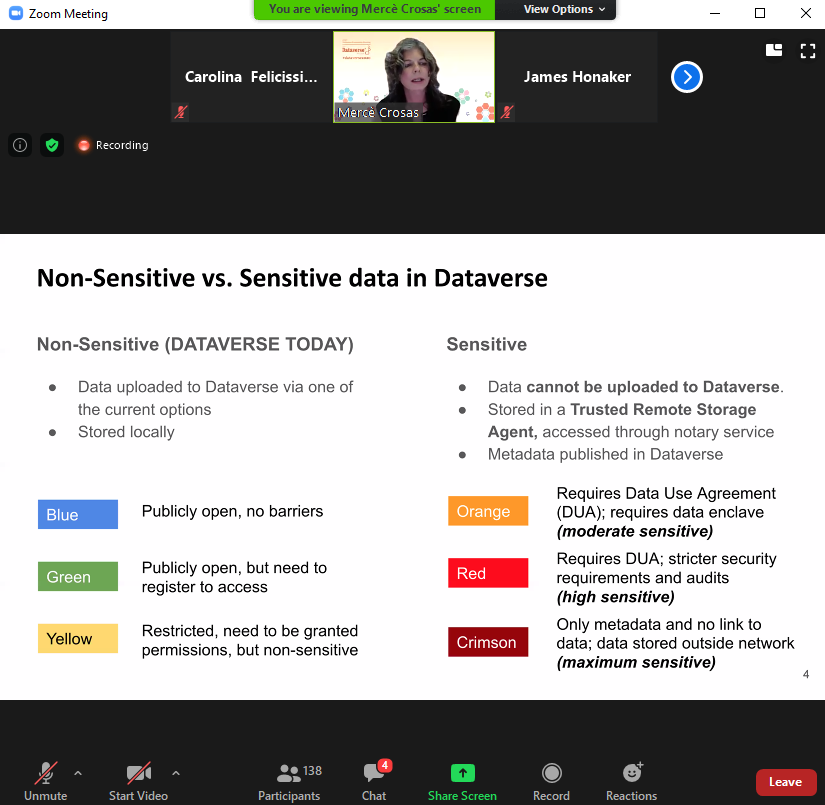 Zoom Meeting
You are viewing Mercè Crosas' screen
View Options
Carolina Felicissi...
Dataverse
Mercè Crosas
James Honaker
Recording
Non-Sensitive vs. Sensitive data in Dataverse
Non-Sensitive (DATAVERSE TODAY)
● Data uploaded to Dataverse via one of
the current options
● Stored locally
Blue
Publicly open, no barriers
Green
Publicly open, but need to
register to access
Yellow
Restricted, need to be granted
permissions, but non-sensitive
Sensitive
● Data cannot be uploaded to Dataverse.
● Stored in a Trusted Remote Storage
Agent, accessed through notary service
● Metadata published in Dataverse
Orange
Requires Data Use Agreement
(DUA); requires data enclave
(moderate sensitive)
Red
Requires DUA; stricter security
requirements and audits
(high sensitive)
Crimson
Only metadata and no link to
data; data stored outside network
(maximum sensitive)
4
Unmute
Start Video
138
Participants
4
Chat
Share Screen
Record
Reactions
Leave